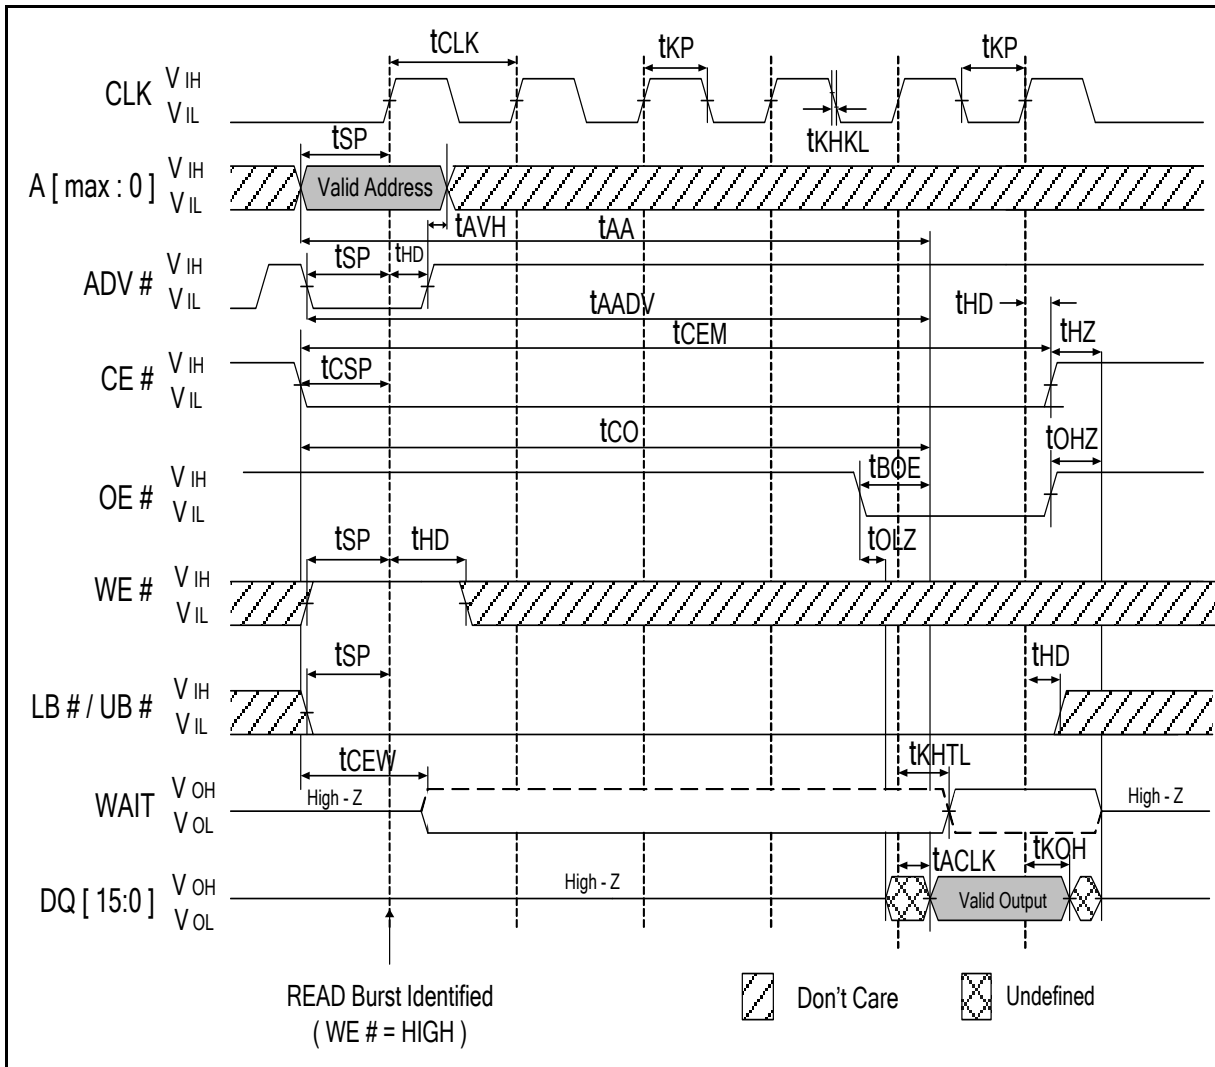 tCLK
tKP
tKP
CLK
V IH
V IL
tKHKL
tSP
A [ max : 0 ]
V IH
V IL
Valid Address
tAVH
tAA
ADV #
V IH
V IL
tSP
tHD
tAADV
tHD
tCEM
tHZ
CE #
V IH
V IL
tCSP
tCO
tOHZ
tBOE
OE #
V IH
V IL
tSP
tHD
tOLZ
WE #
V IH
V IL
tSP
tHD
LB # / UB #
V IH
V IL
tCEW
tKHTL
WAIT
V OH
V OL
High - Z
High - Z
tACLK
tKOH
DQ [ 15:0 ]
V OH
V OL
High - Z
Valid Output
READ Burst Identified
( WE # = HIGH )
Don't Care
Undefined